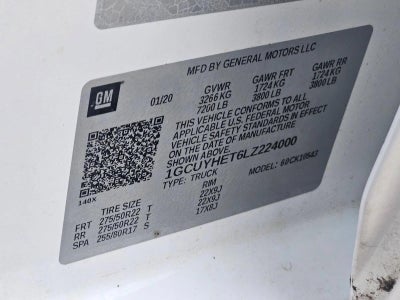 MFD BY GENERAL MOTORS LLC
GM 01/20 GVWR GAWR FRT GAWR RR
3266 KG 1724 KG 1724 KG
7200 LB 3800 LB 3800 LB
THIS VEHICLE CONFORMS TO ALL
APPLICABLE U.S. FEDERAL MOTOR
VEHICLE SAFETY STANDARDS IN EFFECT
ON THE DATE OF MANUFACTURE
SHOWN ABOVE.
1GCUYHET6LZ224000
TYPE: TRUCK MODEL: 60CK10543
140X
TIRE SIZE RIM
FRT 275/50R22 T 22X9J
RR 275/50R22 T 22X9J
SPA 255/80R17 S 17X8J